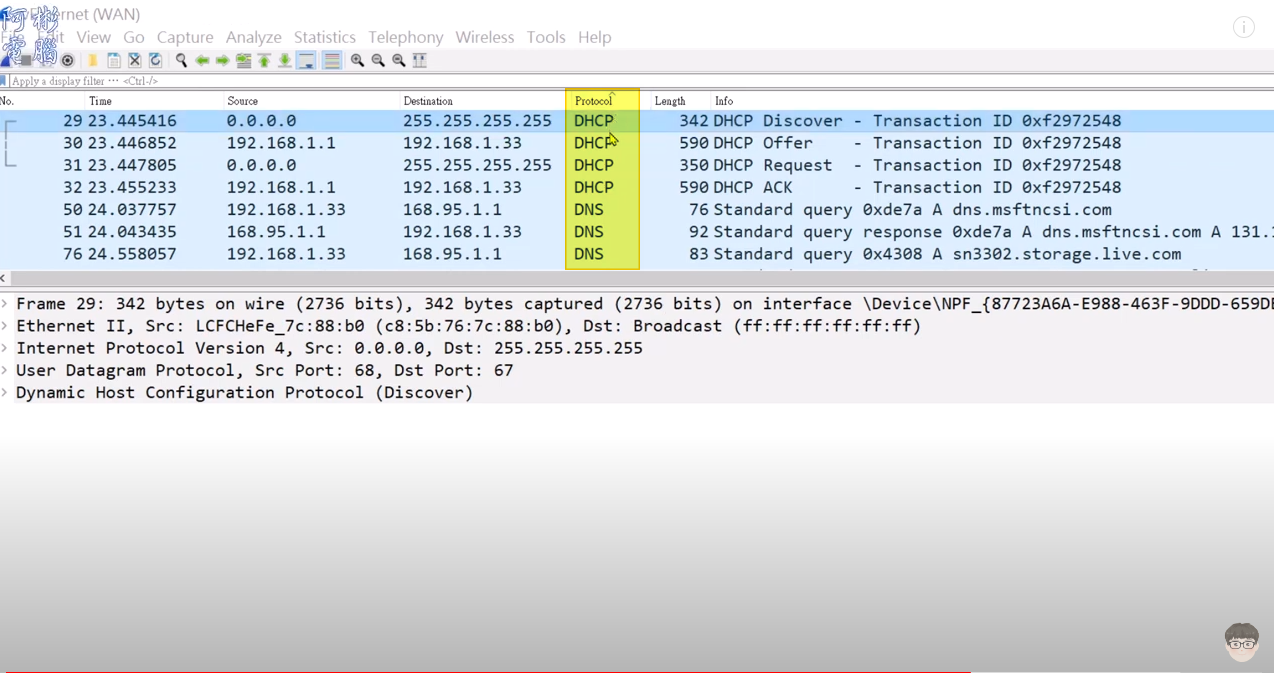 阿彬
電腦
Ethernet (WAN)
Edit View Go Capture Analyze Statistics Telephony Wireless Tools Help
Apply a display filter ··· <Ctrl-/>
No. Time Source Destination Protocol Length Info
29 23.445416 0.0.0.0 255.255.255.255 DHCP 342 DHCP Discover - Transaction ID 0xf2972548
30 23.446852 192.168.1.1 192.168.1.33 DHCP 590 DHCP Offer - Transaction ID 0xf2972548
31 23.447805 0.0.0.0 255.255.255.255 DHCP 350 DHCP Request - Transaction ID 0xf2972548
32 23.455233 192.168.1.1 192.168.1.33 DHCP 590 DHCP ACK - Transaction ID 0xf2972548
50 24.037757 192.168.1.33 168.95.1.1 DNS 76 Standard query 0xde7a A dns.msftncsi.com
51 24.043435 168.95.1.1 192.168.1.33 DNS 92 Standard query response 0xde7a A dns.msftncsi.com A 131.1
76 24.558057 192.168.1.33 168.95.1.1 DNS 83 Standard query 0x4308 A sn3302.storage.live.com
Frame 29: 342 bytes on wire (2736 bits), 342 bytes captured (2736 bits) on interface \Device\NPF_{87723A6A-E988-463F-9DDD-659DE
Ethernet II, Src: LCFCHeFe_7c:88:b0 (c8:5b:76:7c:88:b0), Dst: Broadcast (ff:ff:ff:ff:ff:ff)
Internet Protocol Version 4, Src: 0.0.0.0, Dst: 255.255.255.255
User Datagram Protocol, Src Port: 68, Dst Port: 67
Dynamic Host Configuration Protocol (Discover)